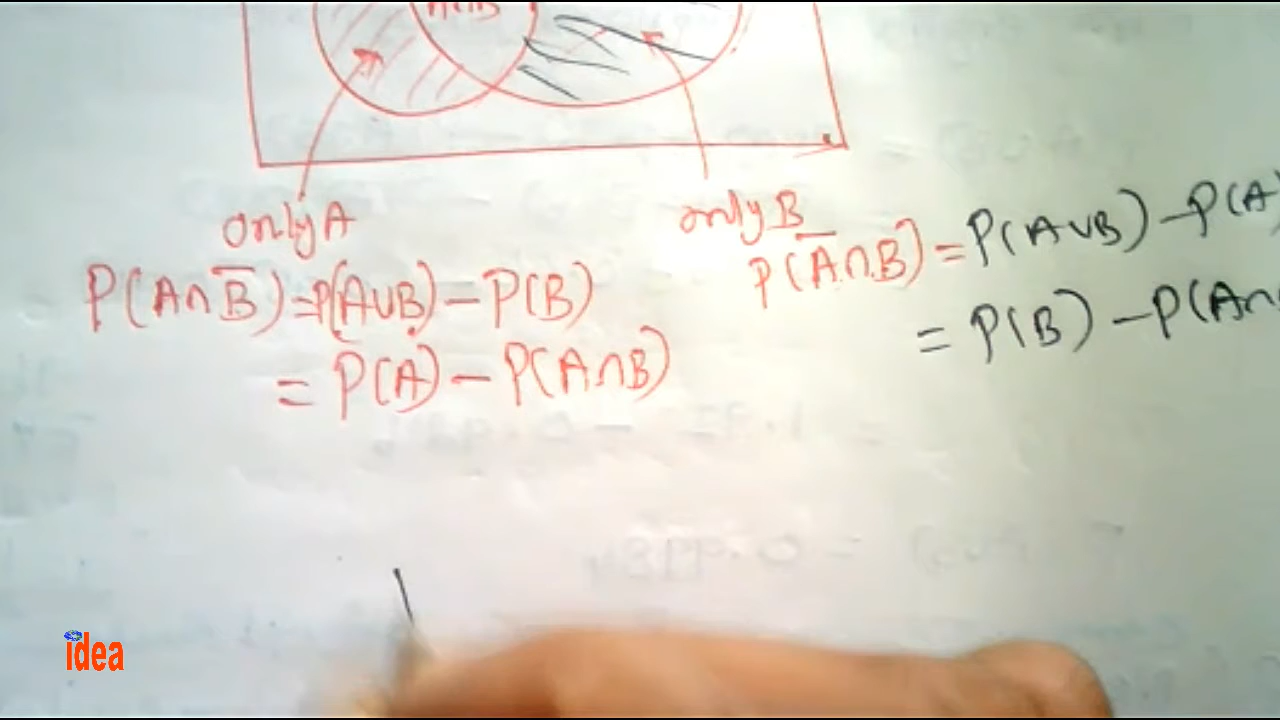 A∩B
only A
only B
P(A∩B̅)=P(A∪B)-P(B)
= P(A) - P(A∩B)
P(A̅∩B)=P(A∪B)-P(A)
= P(B) - P(A∩
idea